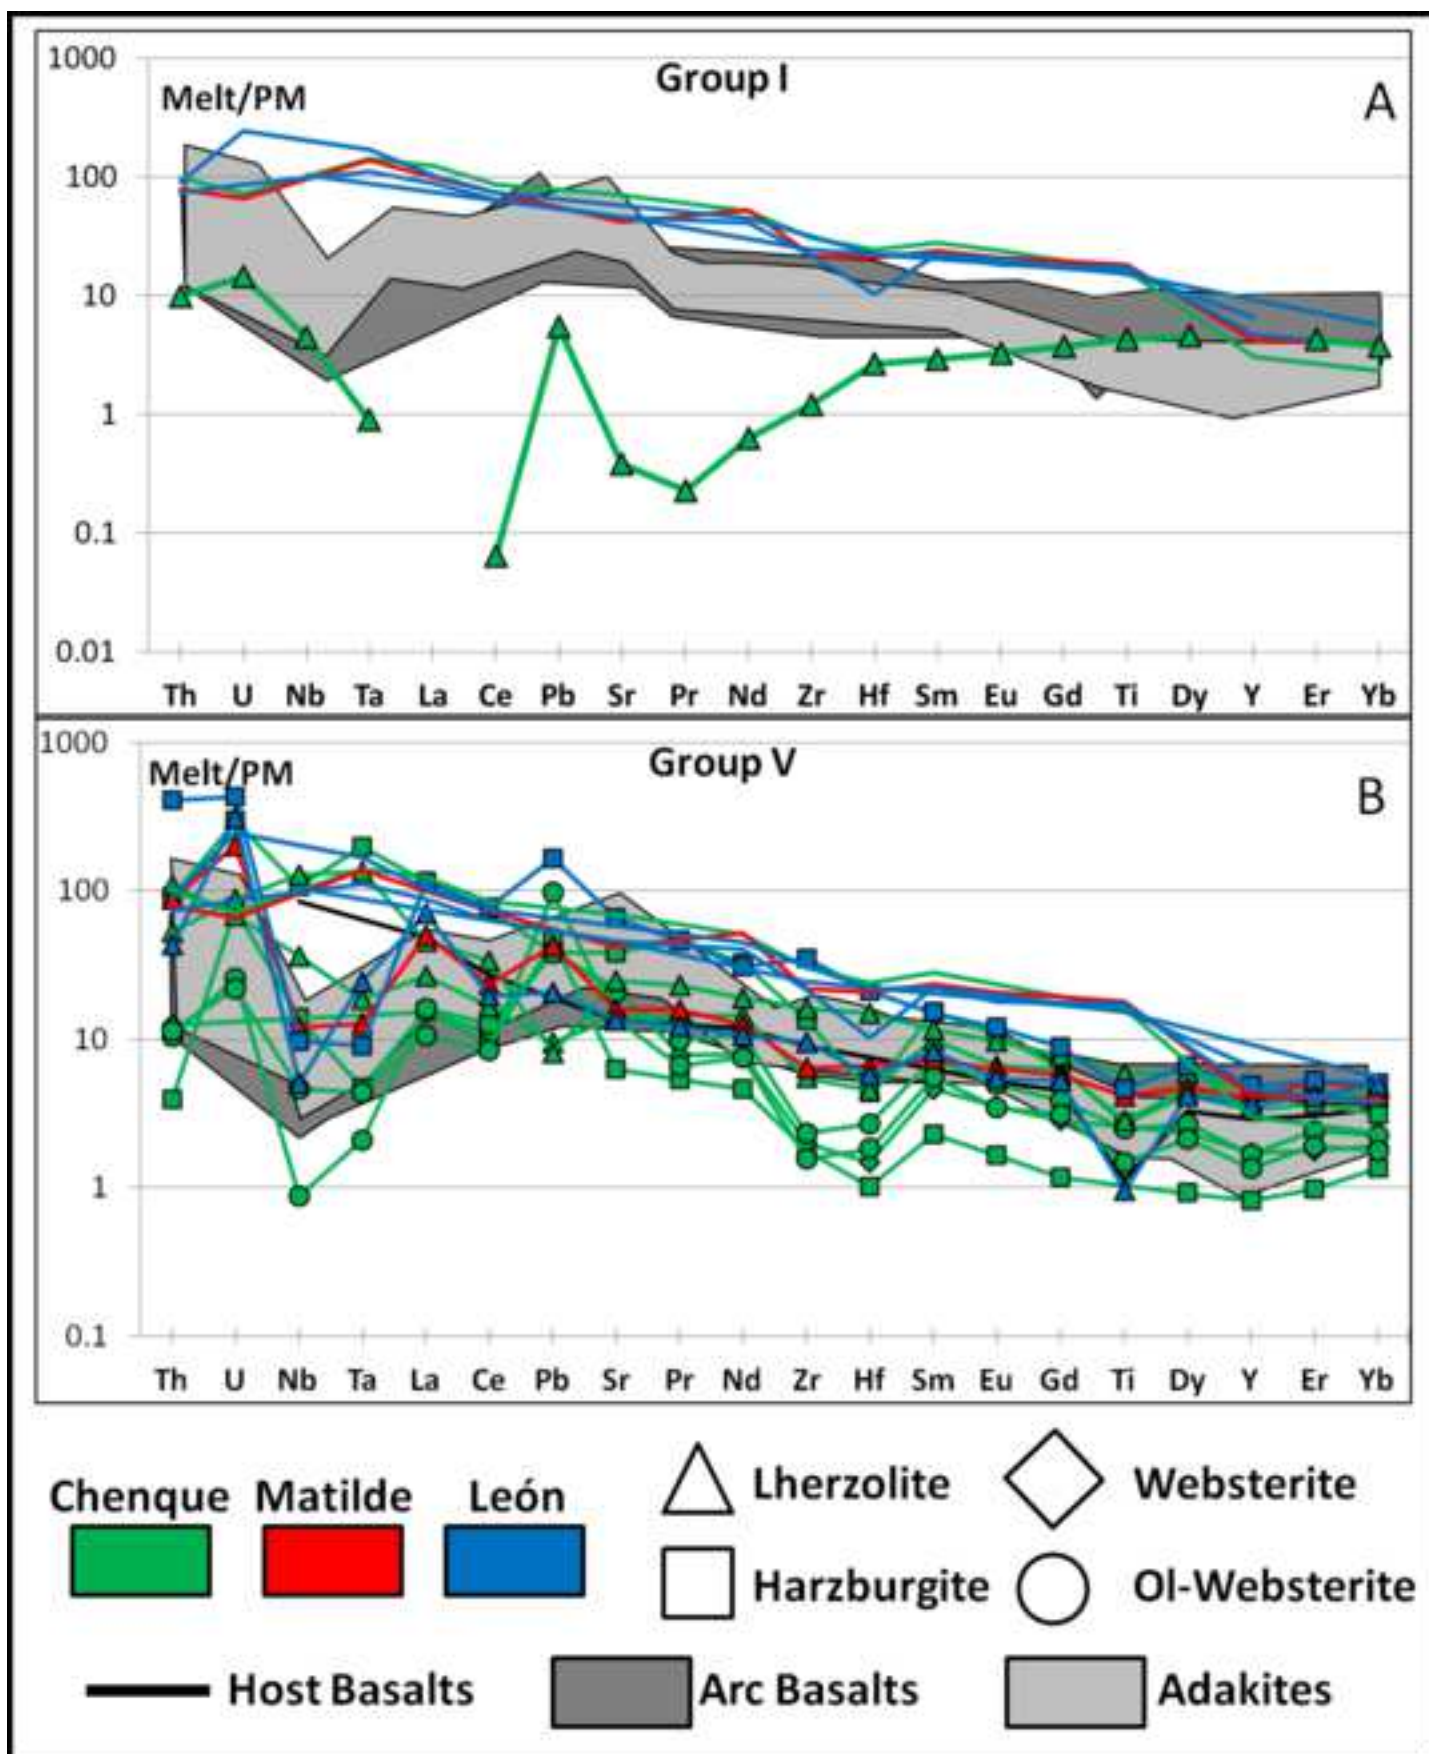 1000
Group I
A
Melt/PM
100
10
1
0.1
0.01
Th U Nb Ta La Ce Pb Sr Pr Nd Zr Hf Sm Eu Gd Ti Dy Y Er Yb
1000
Group V
B
Melt/PM
100
10
1
0.1
Th U Nb Ta La Ce Pb Sr Pr Nd Zr Hf Sm Eu Gd Ti Dy Y Er Yb
Chenque Matilde León
Lherzolite
Websterite
Harzburgite
Ol-Websterite
Host Basalts
Arc Basalts
Adakites